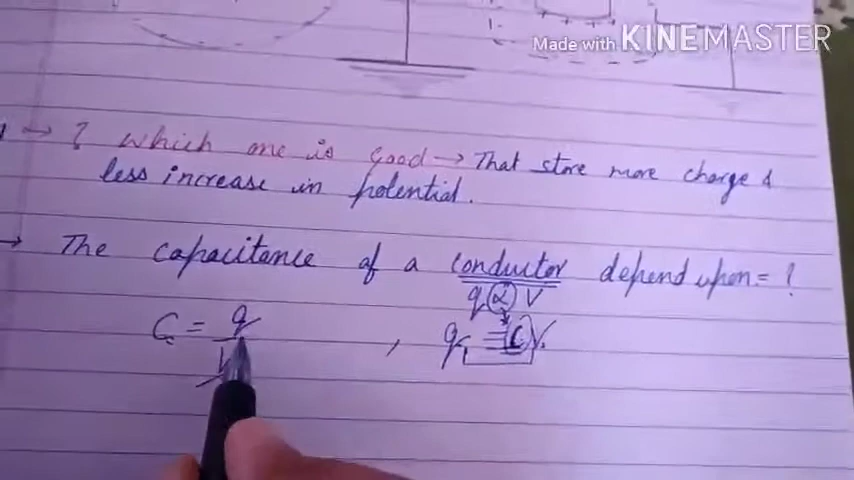 Made with KINEMASTER
→ ? which one is good → That store more charge &
less increase in potential.
→ The capacitance of a conductor depend upon = ?
q ∝ V
C = q / V , q = CV.